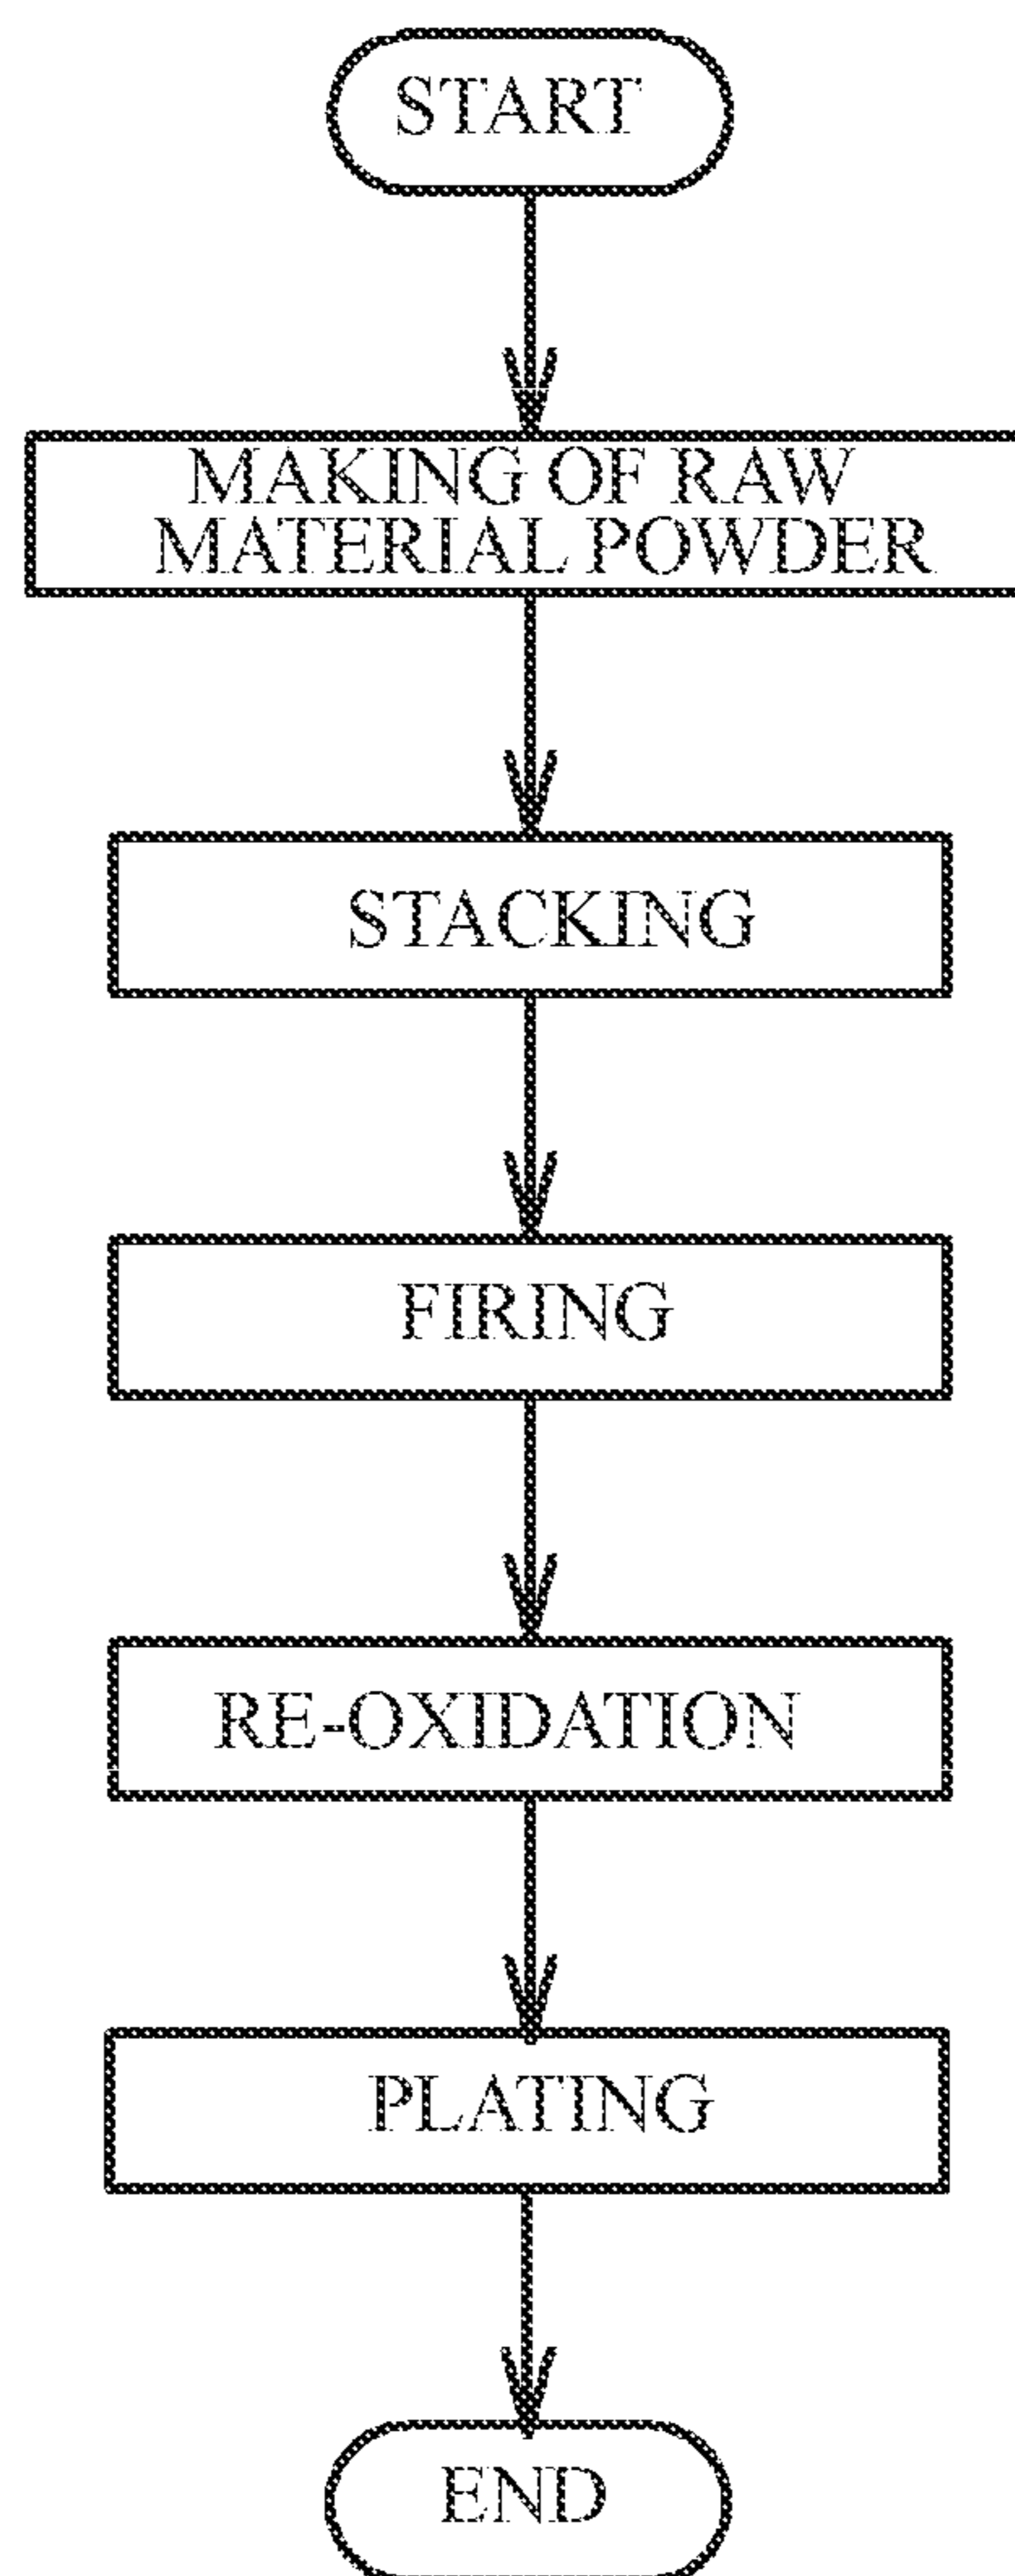 START
MAKING OF RAW
MATERIAL POWDER
STACKING
FIRING
RE-OXIDATION
PLATING
END